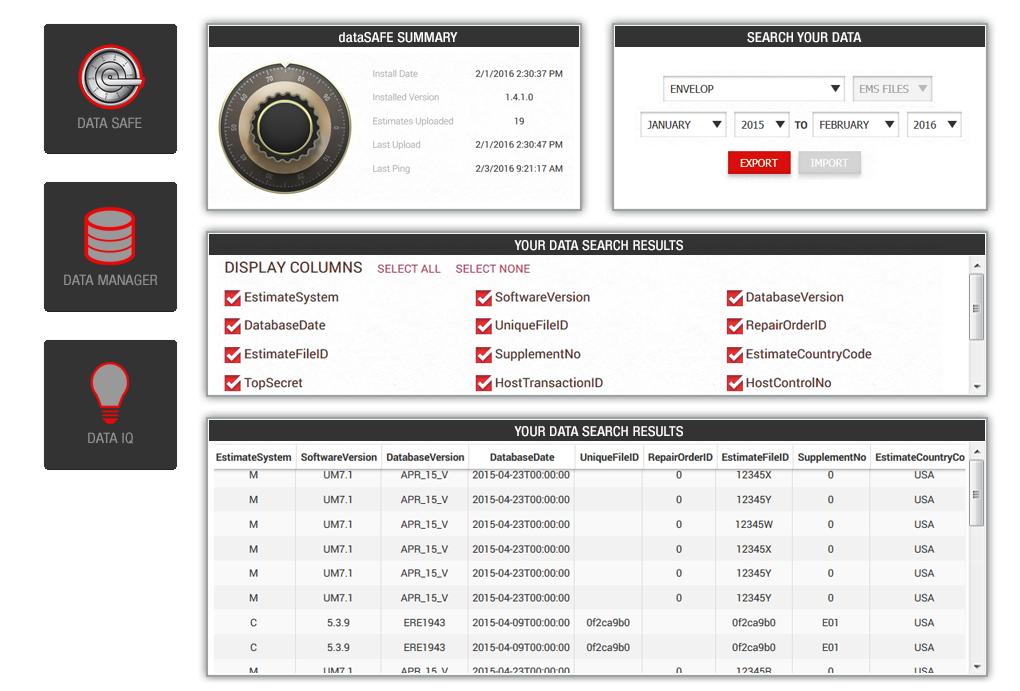 DATA SAFE
DATA MANAGER
DATA IQ
dataSAFE SUMMARY
Install Date 2/1/2016 2:30:37 PM
Installed Version 1.4.1.0
Estimates Uploaded 19
Last Upload 2/1/2016 2:30:47 PM
Last Ping 2/3/2016 9:21:17 AM
SEARCH YOUR DATA
ENVELOP EMS FILES
JANUARY 2015 TO FEBRUARY 2016
EXPORT IMPORT
YOUR DATA SEARCH RESULTS
DISPLAY COLUMNS SELECT ALL SELECT NONE
EstimateSystem SoftwareVersion DatabaseVersion
DatabaseDate UniqueFileID RepairOrderID
EstimateFileID SupplementNo EstimateCountryCode
TopSecret HostTransactionID HostControlNo
YOUR DATA SEARCH RESULTS
EstimateSystem SoftwareVersion DatabaseVersion DatabaseDate UniqueFileID RepairOrderID EstimateFileID SupplementNo EstimateCountryCo
M UM7.1 APR_15_V 2015-04-23T00:00:00 0 12345X 0 USA
M UM7.1 APR_15_V 2015-04-23T00:00:00 0 12345Y 0 USA
M UM7.1 APR_15_V 2015-04-23T00:00:00 0 12345W 0 USA
M UM7.1 APR_15_V 2015-04-23T00:00:00 0 12345X 0 USA
M UM7.1 APR_15_V 2015-04-23T00:00:00 0 12345Y 0 USA
M UM7.1 APR_15_V 2015-04-23T00:00:00 0 12345Y 0 USA
C 5.3.9 ERE1943 2015-04-09T00:00:00 0f2ca9b0 0f2ca9b0 E01 USA
C 5.3.9 ERE1943 2015-04-09T00:00:00 0f2ca9b0 0f2ca9b0 E01 USA
M UM7.1 APR_15_V 2015-04-23T00:00:00 0 0 USA